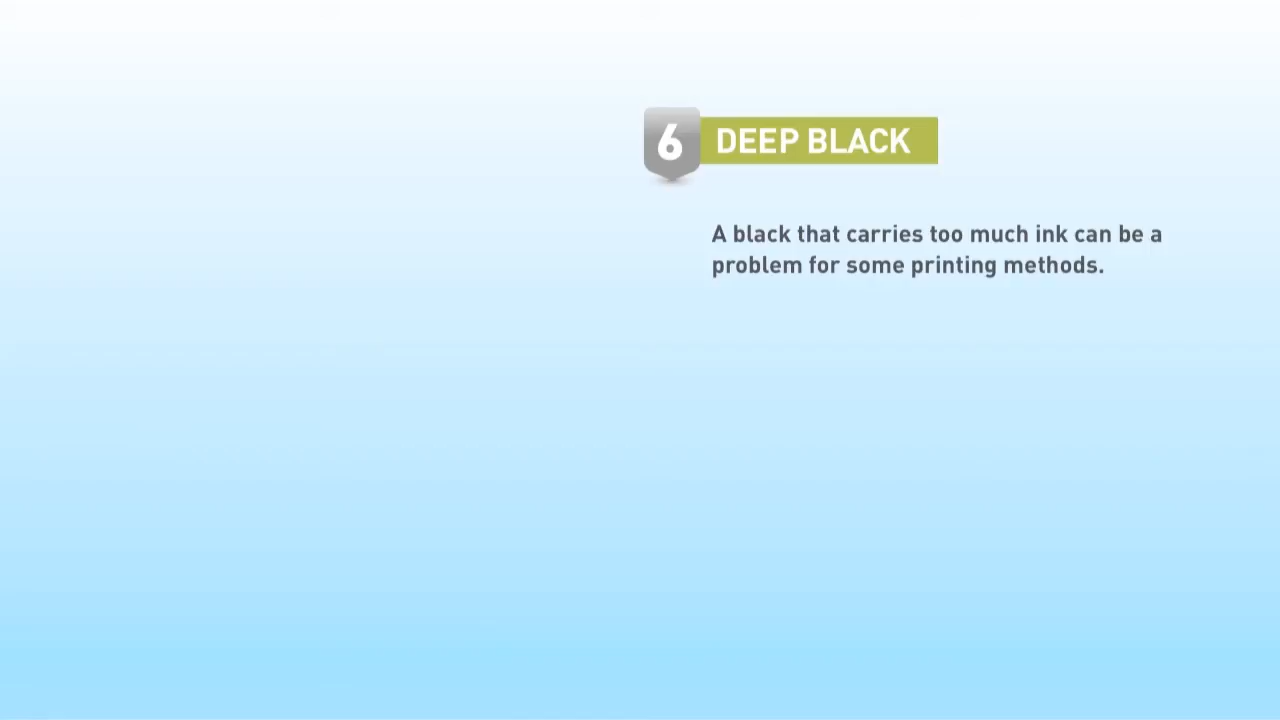 6 DEEP BLACK
A black that carries too much ink can be a
problem for some printing methods.